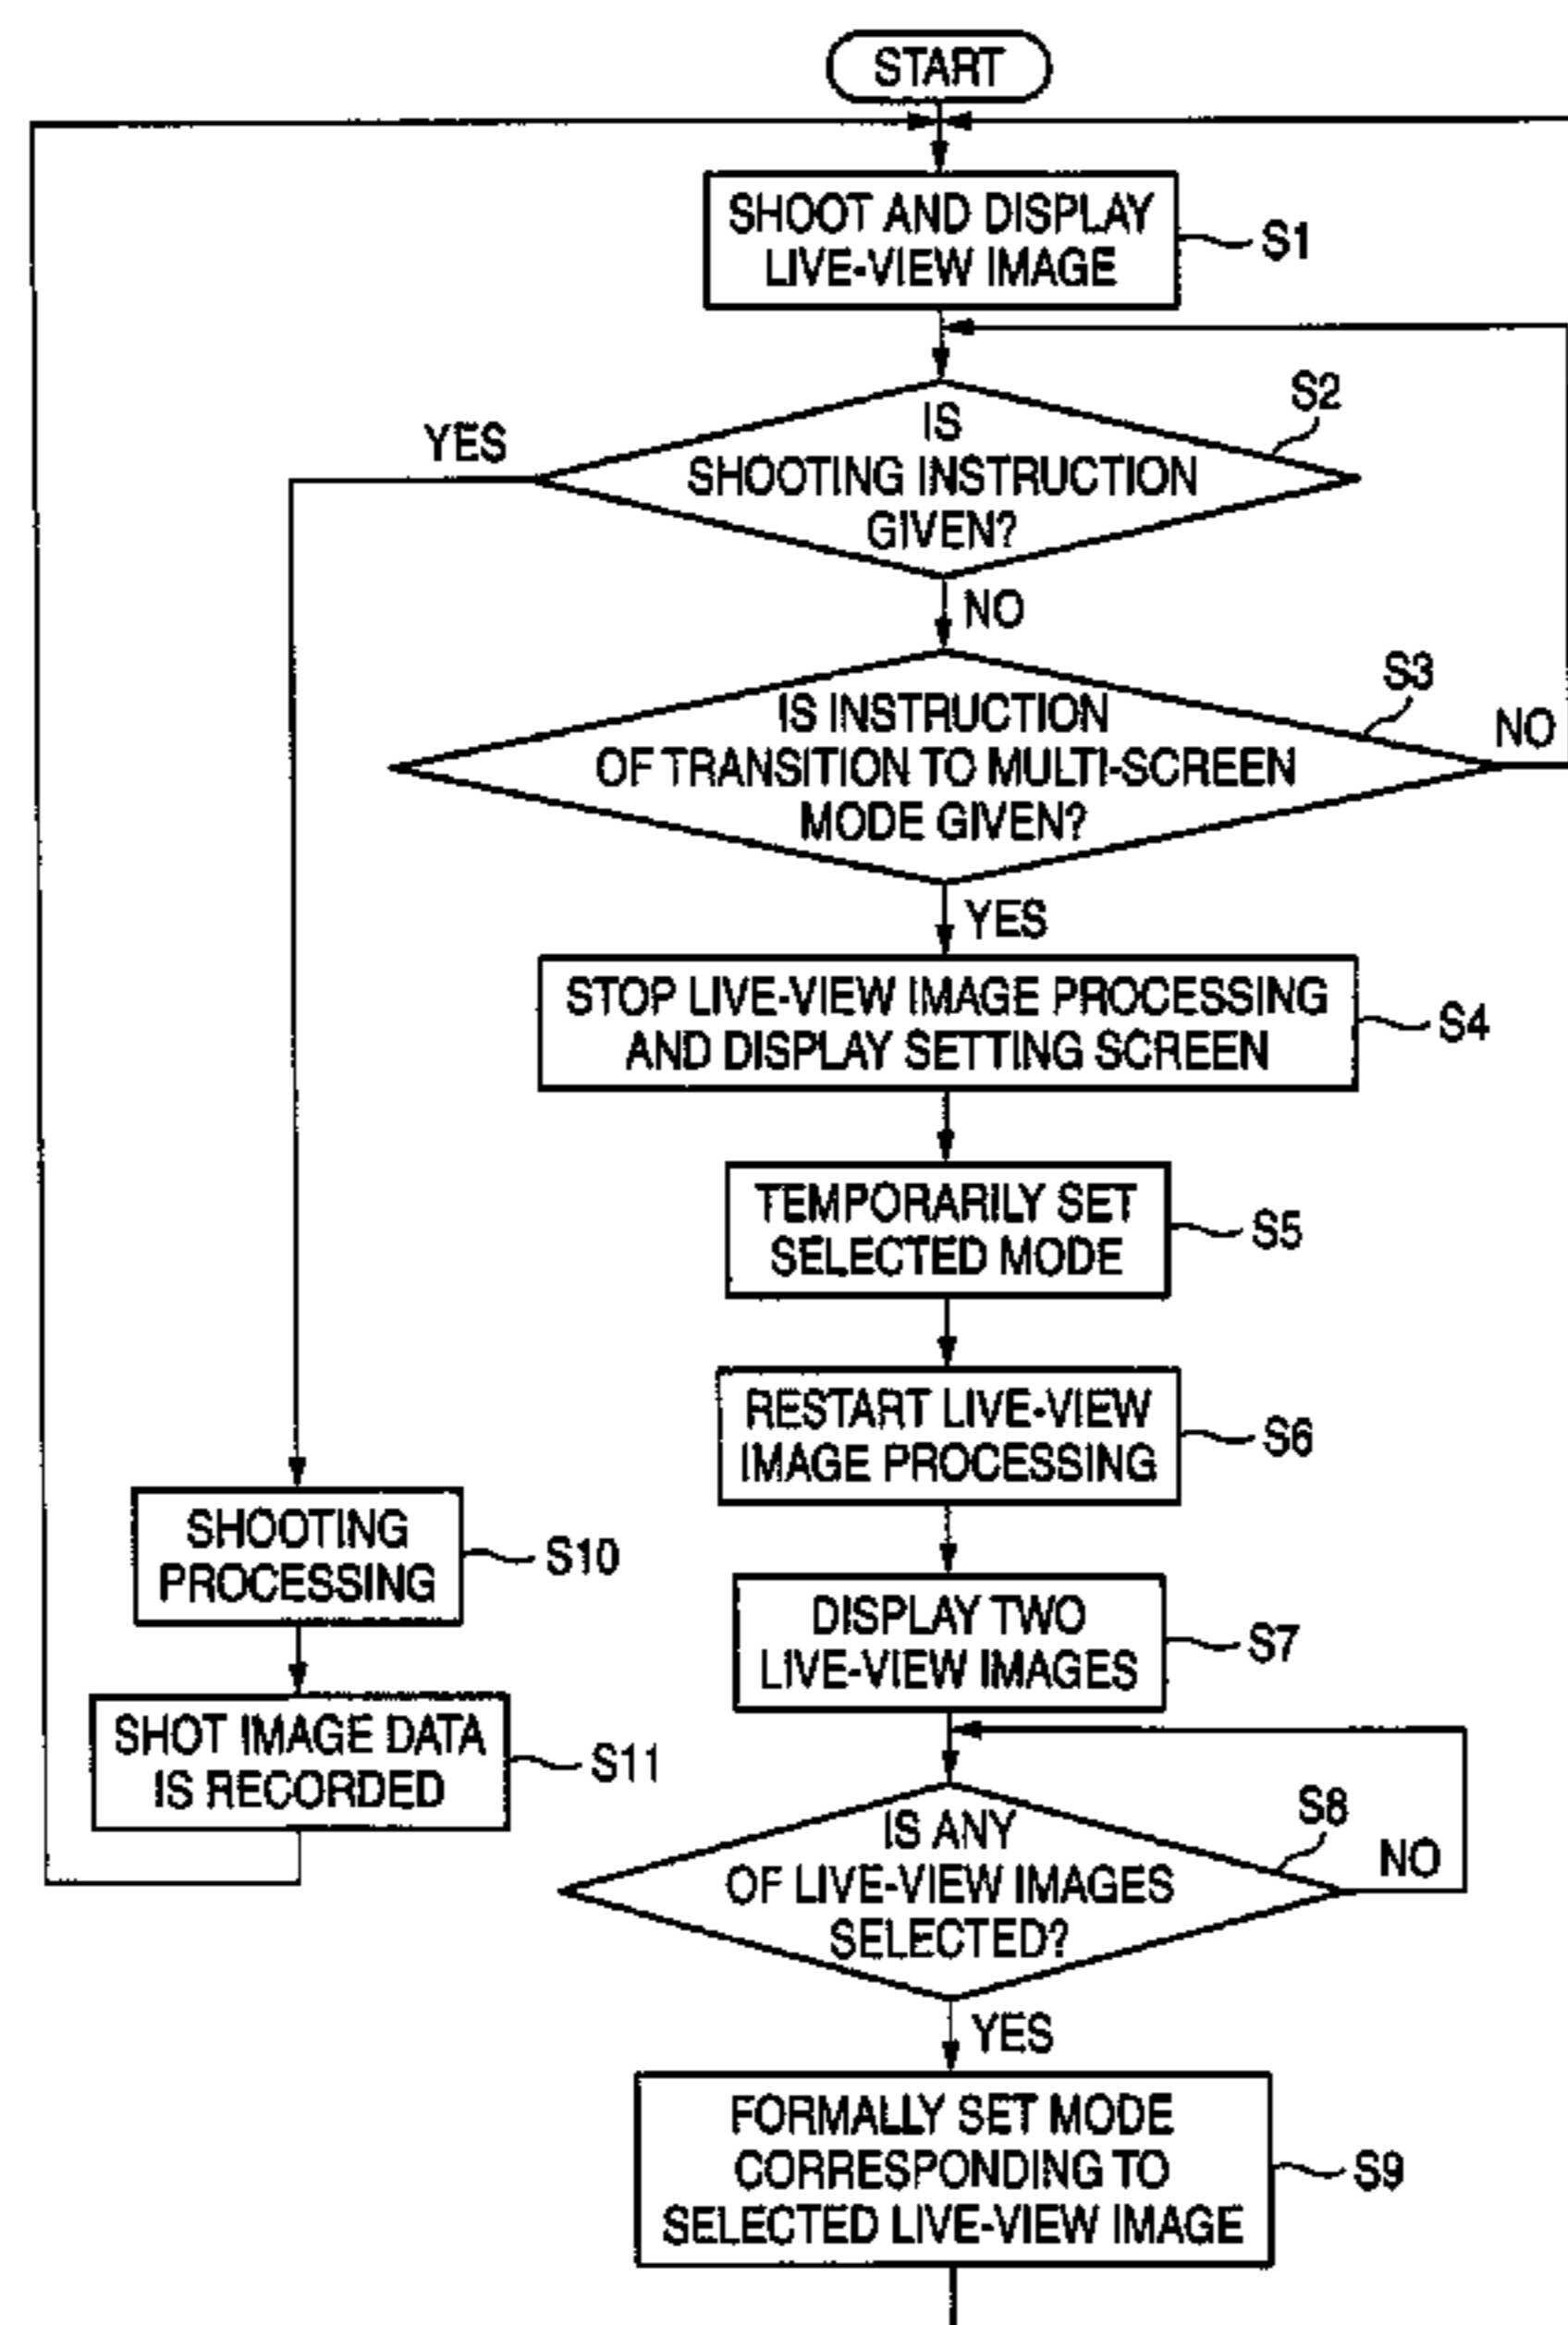 START
SHOOT AND DISPLAY
LIVE-VIEW IMAGE
S1
IS
SHOOTING INSTRUCTION
GIVEN?
S2
YES
NO
IS INSTRUCTION
OF TRANSITION TO MULTI-SCREEN
MODE GIVEN?
S3
NO
YES
STOP LIVE-VIEW IMAGE PROCESSING
AND DISPLAY SETTING SCREEN
S4
TEMPORARILY SET
SELECTED MODE
S5
RESTART LIVE-VIEW
IMAGE PROCESSING
S6
SHOOTING
PROCESSING
S10
DISPLAY TWO
LIVE-VIEW IMAGES
S7
SHOT IMAGE DATA
IS RECORDED
S11
IS ANY
OF LIVE-VIEW IMAGES
SELECTED?
S8
NO
YES
FORMALLY SET MODE
CORRESPONDING TO
SELECTED LIVE-VIEW IMAGE
S9